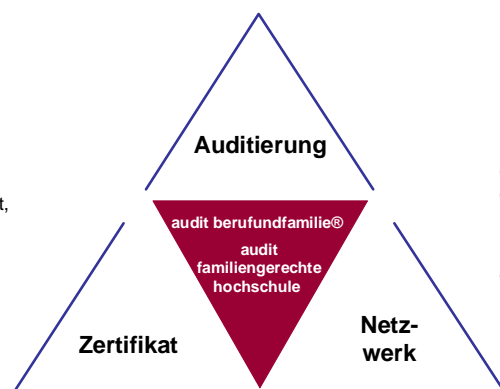 Auditierung
t,
audit berufundfamilie®
audit
familiengerechte
hochschule
Netz-
werk
Zertifikat